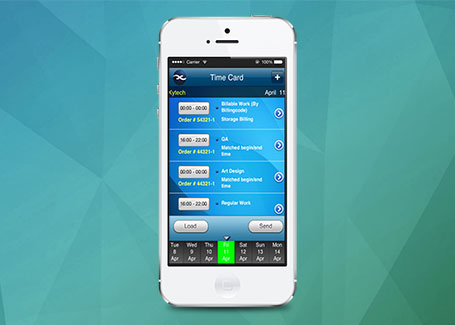 Carrier 100%
Time Card +
Kytech April 11
00:00 - 00:00 Billable Work (By
Billingcode)
Order # 54321-1 Storage Billing
16:00 - 22:00 QA
Order # 44321-1 Matched begin/end
time
00:00 - 00:00 Art Design
Order # 44321-1 Matched begin/end
time
16:00 - 22:00 Regular Work
Load Send
Tue Wed Thu Fri Sat Sun Mon
8 9 10 11 12 13 14
Apr Apr Apr Apr Apr Apr Apr